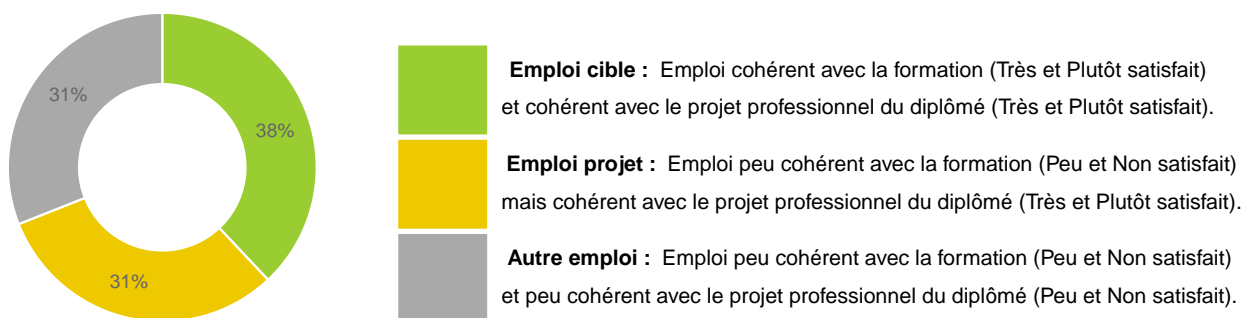 31%
38%
31%
Emploi cible : Emploi cohérent avec la formation (Très et Plutôt satisfait)
et cohérent avec le projet professionnel du diplômé (Très et Plutôt satisfait).
Emploi projet : Emploi peu cohérent avec la formation (Peu et Non satisfait)
mais cohérent avec le projet professionnel du diplômé (Très et Plutôt satisfait).
Autre emploi : Emploi peu cohérent avec la formation (Peu et Non satisfait)
et peu cohérent avec le projet professionnel du diplômé (Peu et Non satisfait).